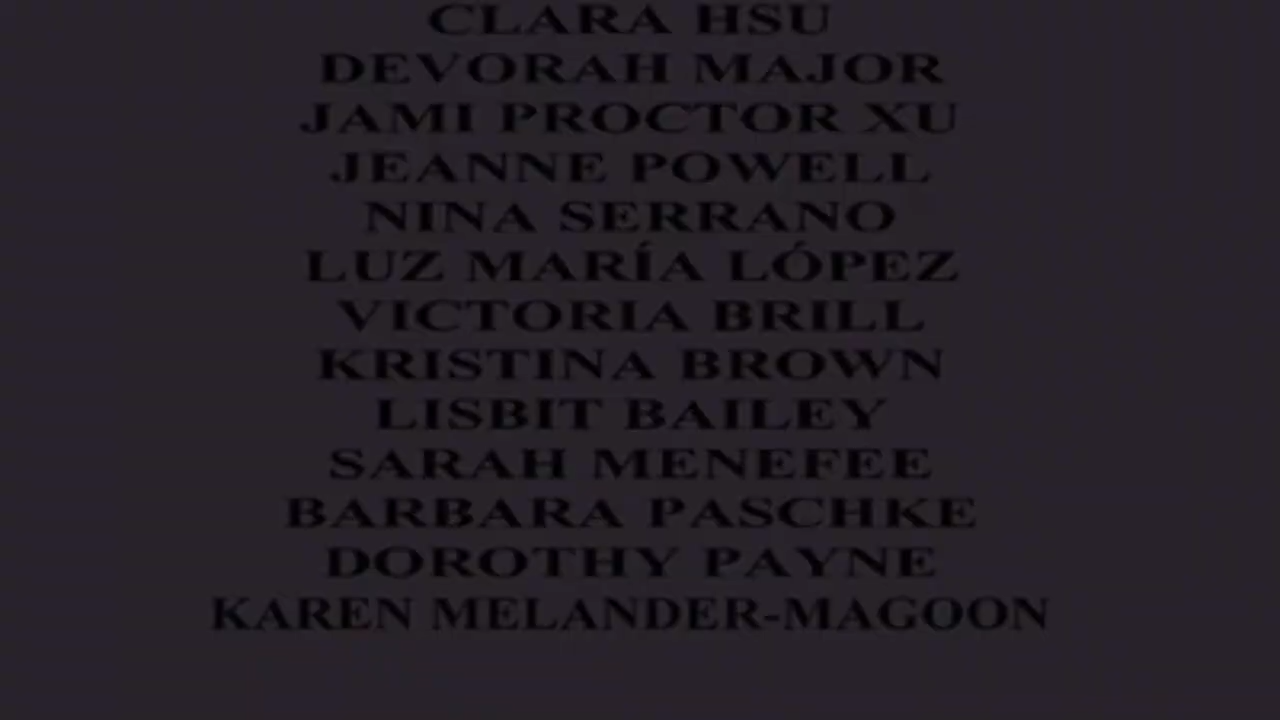 CLARA HSU
DEVORAH MAJOR
JAMI PROCTOR XU
JEANNE POWELL
NINA SERRANO
LUZ MARÍA LÓPEZ
VICTORIA BRILL
KRISTINA BROWN
LISBIT BAILEY
SARAH MENEFEE
BARBARA PASCHKE
DOROTHY PAYNE
KAREN MELANDER-MAGOON